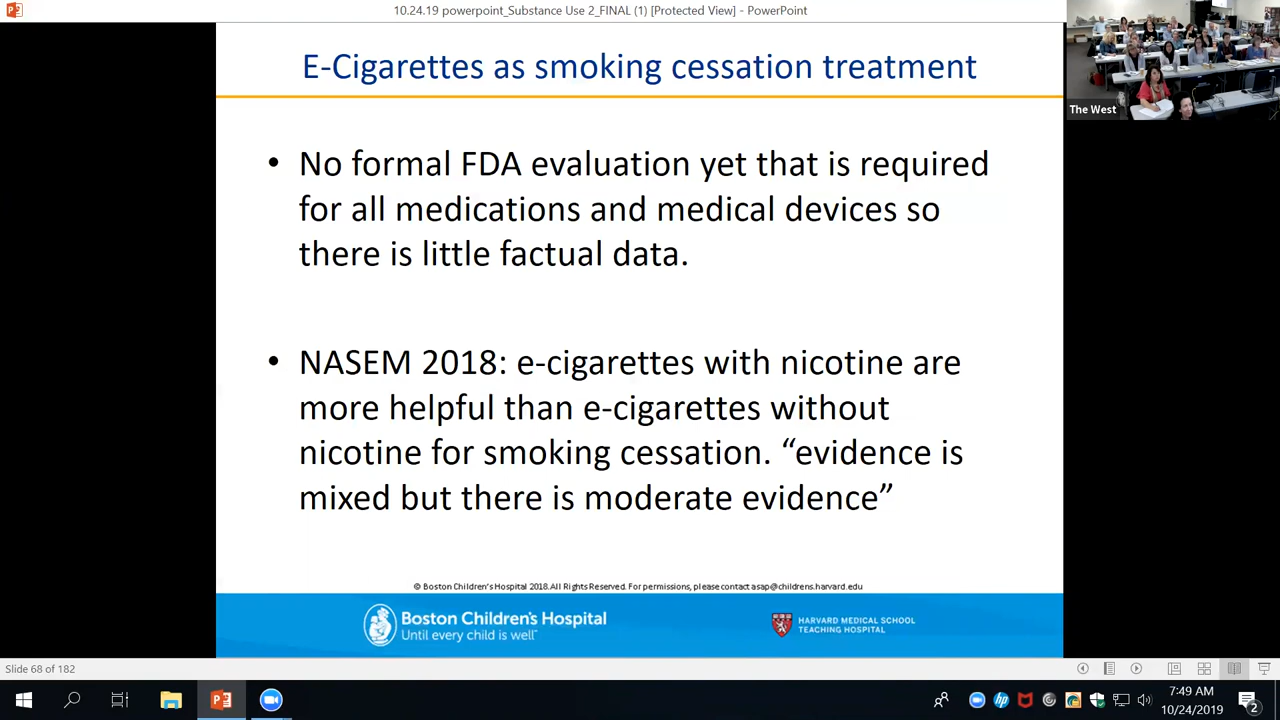 10.24.19 powerpoint_Substance Use 2_FINAL (1) [Protected View] - PowerPoint
The West
E-Cigarettes as smoking cessation treatment
• No formal FDA evaluation yet that is required
for all medications and medical devices so
there is little factual data.
• NASEM 2018: e-cigarettes with nicotine are
more helpful than e-cigarettes without
nicotine for smoking cessation. “evidence is
mixed but there is moderate evidence”
© Boston Children's Hospital 2018.All Rights Reserved. For permissions, please contact asap@childrens.harvard.edu
Boston Children's Hospital
Until every child is well™
HARVARD MEDICAL SCHOOL
TEACHING HOSPITAL
Slide 68 of 182
7:49 AM
10/24/2019
2